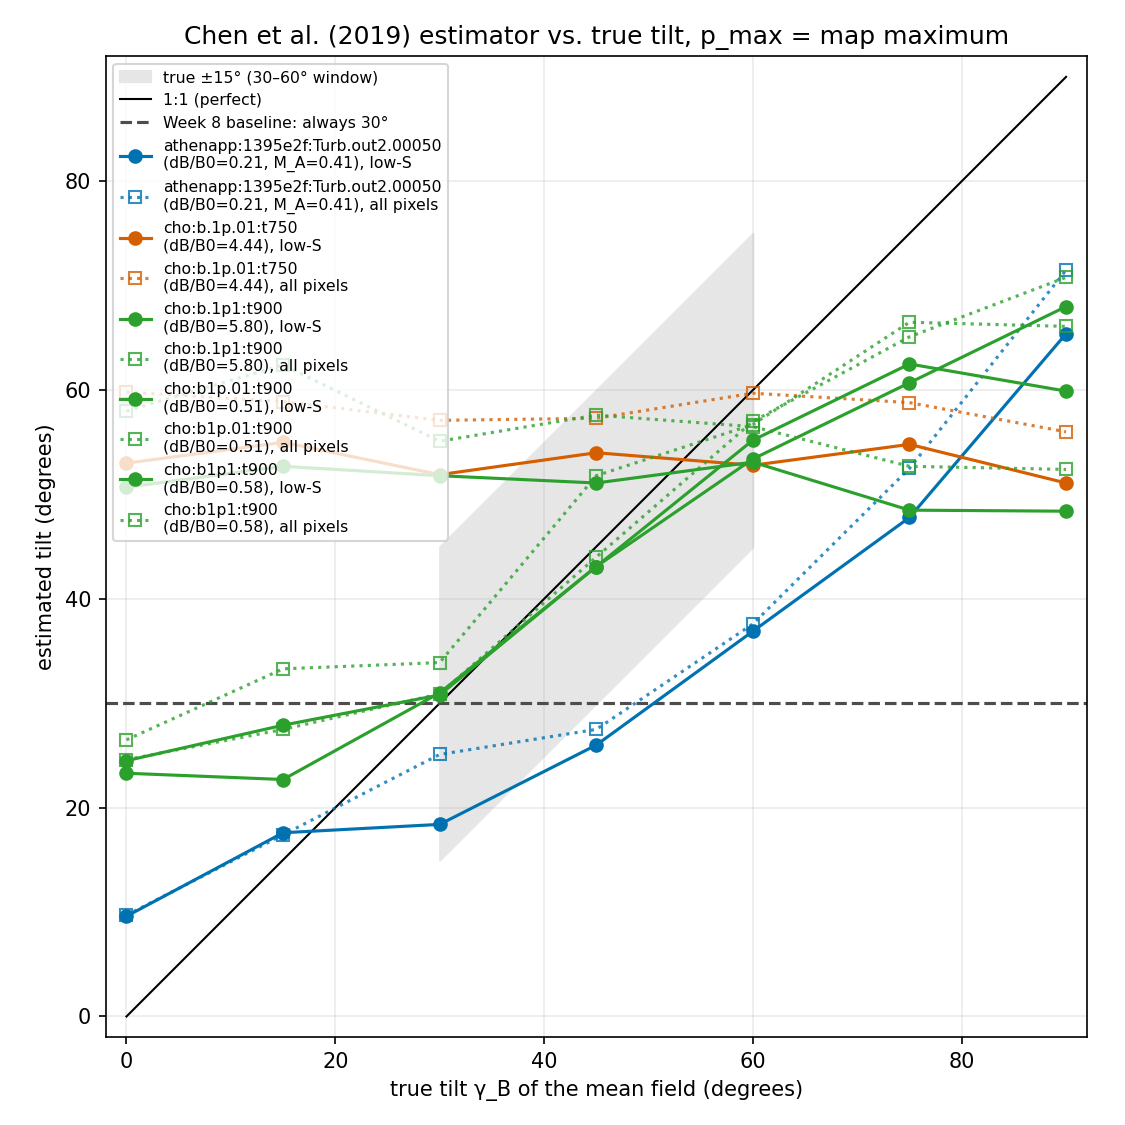 Chen et al. (2019) estimator vs. true tilt, p_max = map maximum
true ±15° (30–60° window)
1:1 (perfect)
Week 8 baseline: always 30°
athenapp:1395e2f:Turb.out2.00050
(dB/B0=0.21, M_A=0.41), low-S
athenapp:1395e2f:Turb.out2.00050
(dB/B0=0.21, M_A=0.41), all pixels
cho:b.1p.01:t750
(dB/B0=4.44), low-S
cho:b.1p.01:t750
(dB/B0=4.44), all pixels
cho:b.1p1:t900
(dB/B0=5.80), low-S
cho:b.1p1:t900
(dB/B0=5.80), all pixels
cho:b1p.01:t900
(dB/B0=0.51), low-S
cho:b1p.01:t900
(dB/B0=0.51), all pixels
cho:b1p1:t900
(dB/B0=0.58), low-S
cho:b1p1:t900
(dB/B0=0.58), all pixels
estimated tilt (degrees)
80
60
40
20
0
0 20 40 60 80
true tilt γ_B of the mean field (degrees)